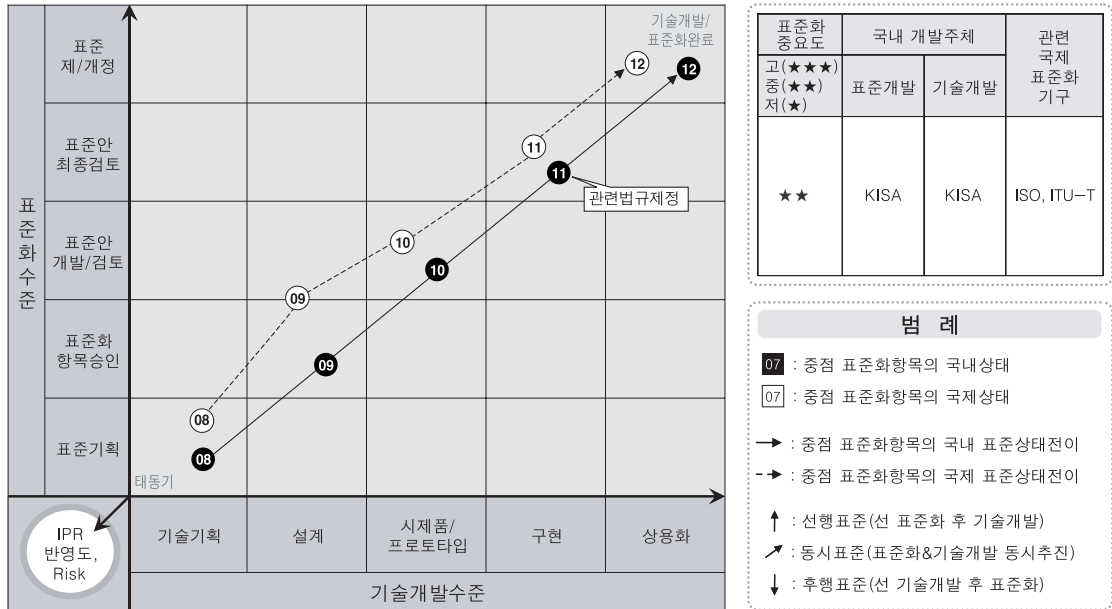 기술개발/
표준화완료
표준
제/개정
표준안
최종검토
표준안
개발/검토
표준화
항목승인
표준기획
표준화수준
12
12
11
11
관련법규제정
10
10
09
09
08
08
태동기
IPR
반영도,
Risk
기술기획
설계
시제품/
프로토타입
구현
상용화
기술개발수준
표준화
중요도
국내 개발주체
관련
국제
표준화
기구
고(★★★)
중(★★)
저(★)
표준개발
기술개발
★★
KISA
KISA
ISO, ITU-T
범 례
07 : 중점 표준화항목의 국내상태
07 : 중점 표준화항목의 국제상태
: 중점 표준화항목의 국내 표준상태전이
: 중점 표준화항목의 국제 표준상태전이
: 선행표준(선 표준화 후 기술개발)
: 동시표준(표준화&기술개발 동시추진)
: 후행표준(선 기술개발 후 표준화)